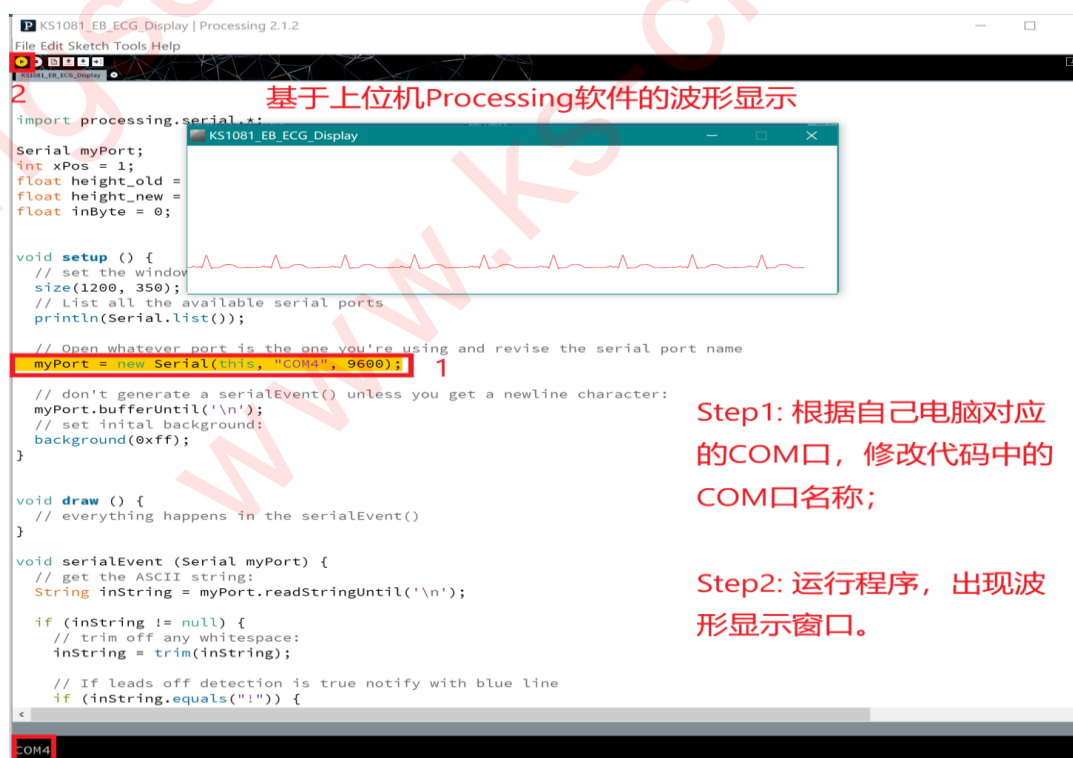 KS1081_EB_ECG_Display | Processing 2.1.2
File Edit Sketch Tools Help
KS1081_EB_ECG_Display
2
基于上位机Processing软件的波形显示
import processing.serial.*;
KS1081_EB_ECG_Display
Serial myPort;
int xPos = 1;
float height_old =
float height_new =
float inByte = 0;
void setup () {
// set the window
size(1200, 350);
// List all the available serial ports
println(Serial.list());
// Open whatever port is the one you're using and revise the serial port name
myPort = new Serial(this, "COM4", 9600);
1
// don't generate a serialEvent() unless you get a newline character:
myPort.bufferUntil('\n');
// set inital background:
background(0xff);
}
Step1: 根据自己电脑对应
的COM口，修改代码中的
COM口名称；
void draw () {
// everything happens in the serialEvent()
}
void serialEvent (Serial myPort) {
// get the ASCII string:
String inString = myPort.readStringUntil('\n');
Step2: 运行程序，出现波
形显示窗口。
if (inString != null) {
// trim off any whitespace:
inString = trim(inString);
// If leads off detection is true notify with blue line
if (inString.equals("!")) {
COM4
www.ks-c